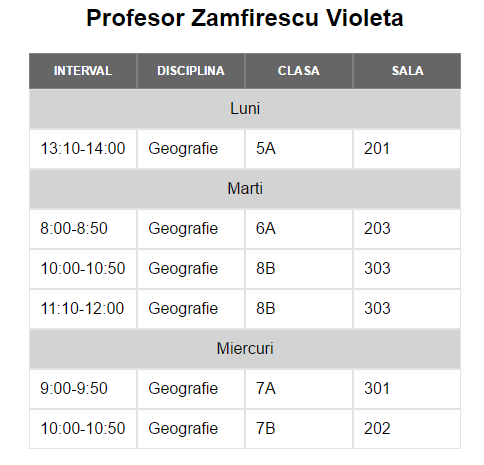 Profesor Zamfirescu Violeta
INTERVAL DISCIPLINA CLASA SALA
Luni
13:10-14:00 Geografie 5A 201
Marti
8:00-8:50 Geografie 6A 203
10:00-10:50 Geografie 8B 303
11:10-12:00 Geografie 8B 303
Miercuri
9:00-9:50 Geografie 7A 301
10:00-10:50 Geografie 7B 202